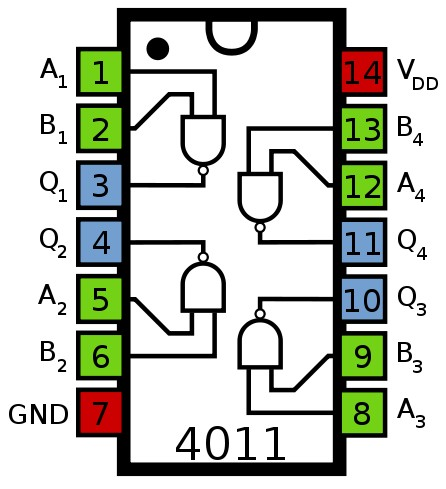 A1 1 14 VDD
B1 2 13 B4
Q1 3 12 A4
Q2 4 11 Q4
A2 5 10 Q3
B2 6 9 B3
GND 7 8 A3
4011